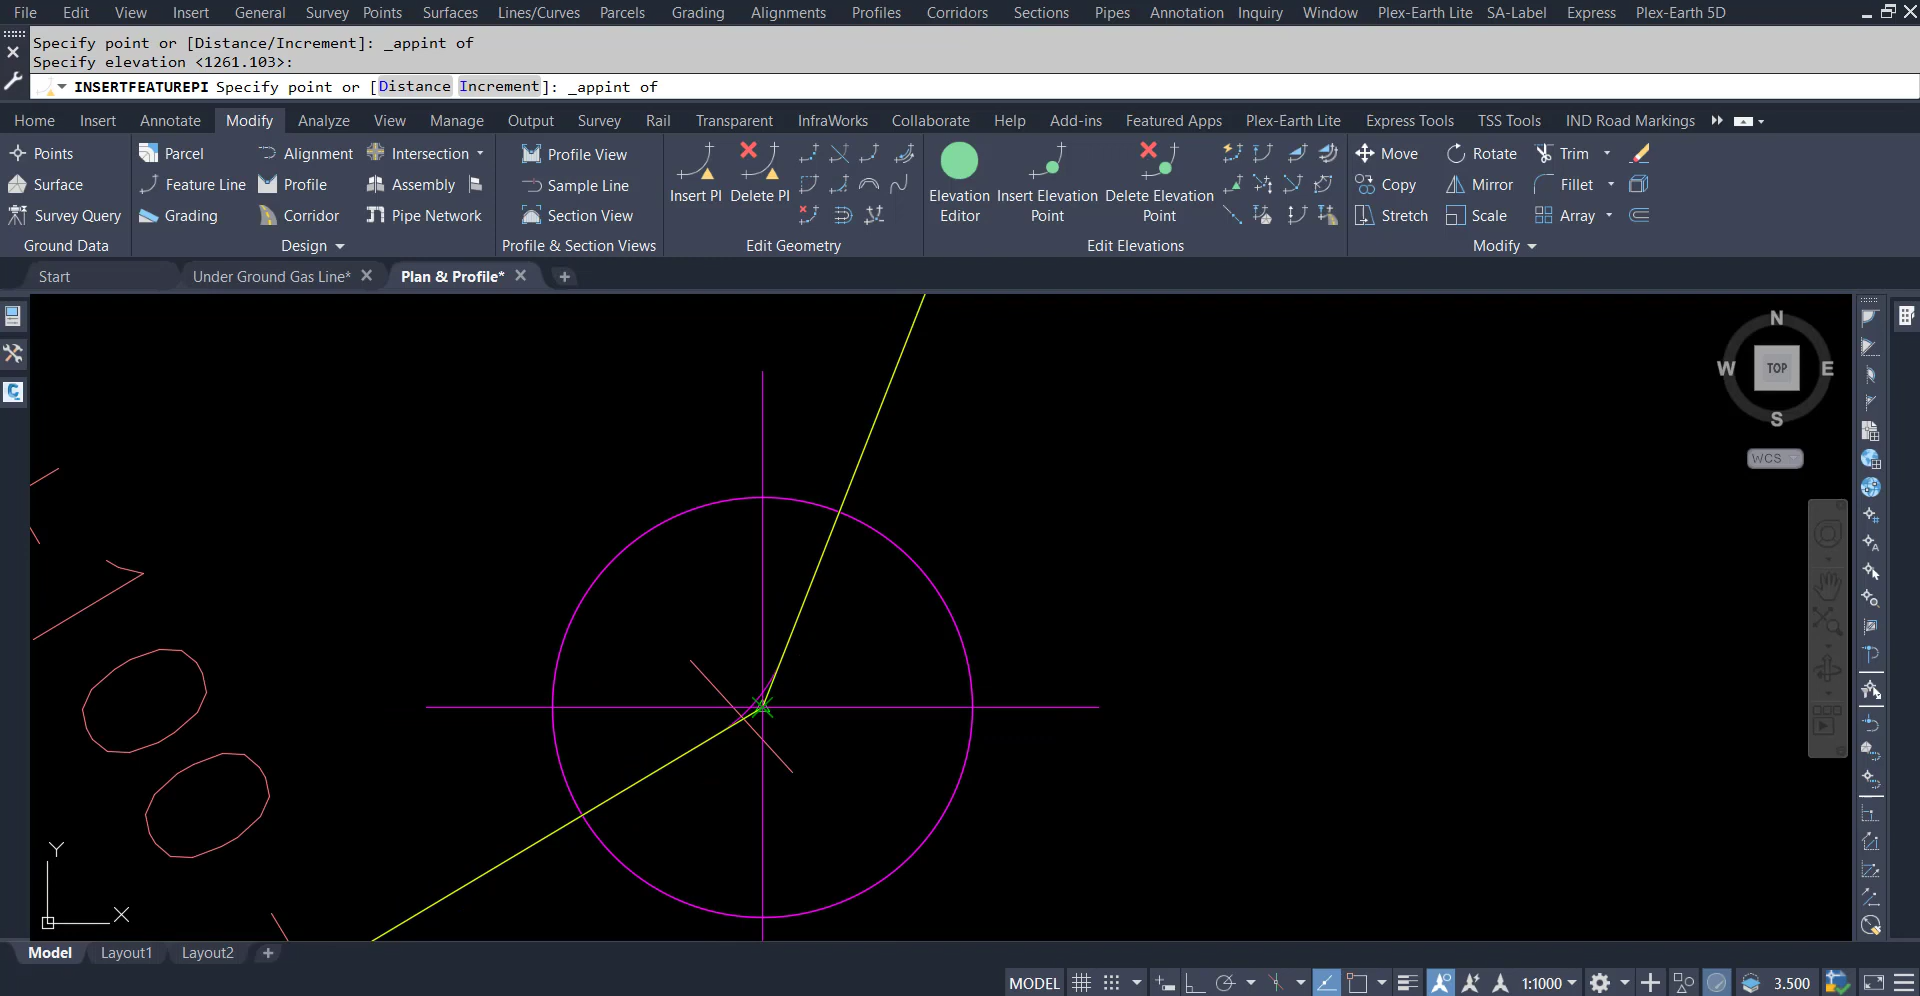 File Edit View Insert General Survey Points Surfaces Lines/Curves Parcels Grading Alignments Profiles Corridors Sections Pipes Annotation Inquiry Window Plex-Earth Lite SA-Label Express Plex-Earth 5D
Specify point or [Distance/Increment]: _appint of
Specify elevation <1261.103>:
INSERTFEATUREPI Specify point or [Distance Increment]: _appint of
Home Insert Annotate Modify Analyze View Manage Output Survey Rail Transparent InfraWorks Collaborate Help Add-ins Featured Apps Plex-Earth Lite Express Tools TSS Tools IND Road Markings
Points Parcel Alignment Intersection Profile View Move Rotate Trim
Surface Feature Line Profile Assembly Sample Line Insert PI Delete PI Elevation Insert Elevation Delete Elevation Copy Mirror Fillet
Survey Query Grading Corridor Pipe Network Section View Editor Point Point Stretch Scale Array
Ground Data Design Profile & Section Views Edit Geometry Edit Elevations Modify
Start Under Ground Gas Line* Plan & Profile*
N
W TOP E
S
WCS
Y
X
Model Layout1 Layout2
MODEL 1:1000 3.500